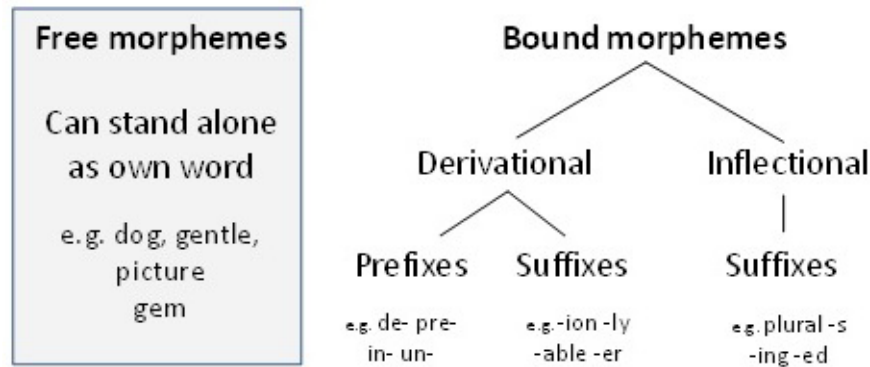 Free morphemes
Can stand alone
as own word
e.g. dog, gentle,
picture
gem
Bound morphemes
Derivational Inflectional
Prefixes Suffixes Suffixes
e.g. de- pre-
in- un-
e.g.-ion -ly
-able -er
e.g. plural -s
-ing -ed